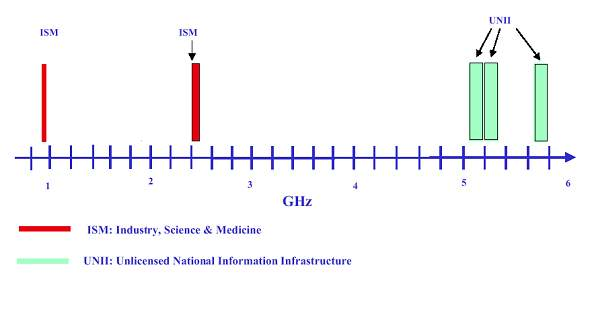 ISM
ISM
UNII
1
2
3
4
5
6
GHz
ISM: Industry, Science & Medicine
UNII: Unlicensed National Information Infrastructure